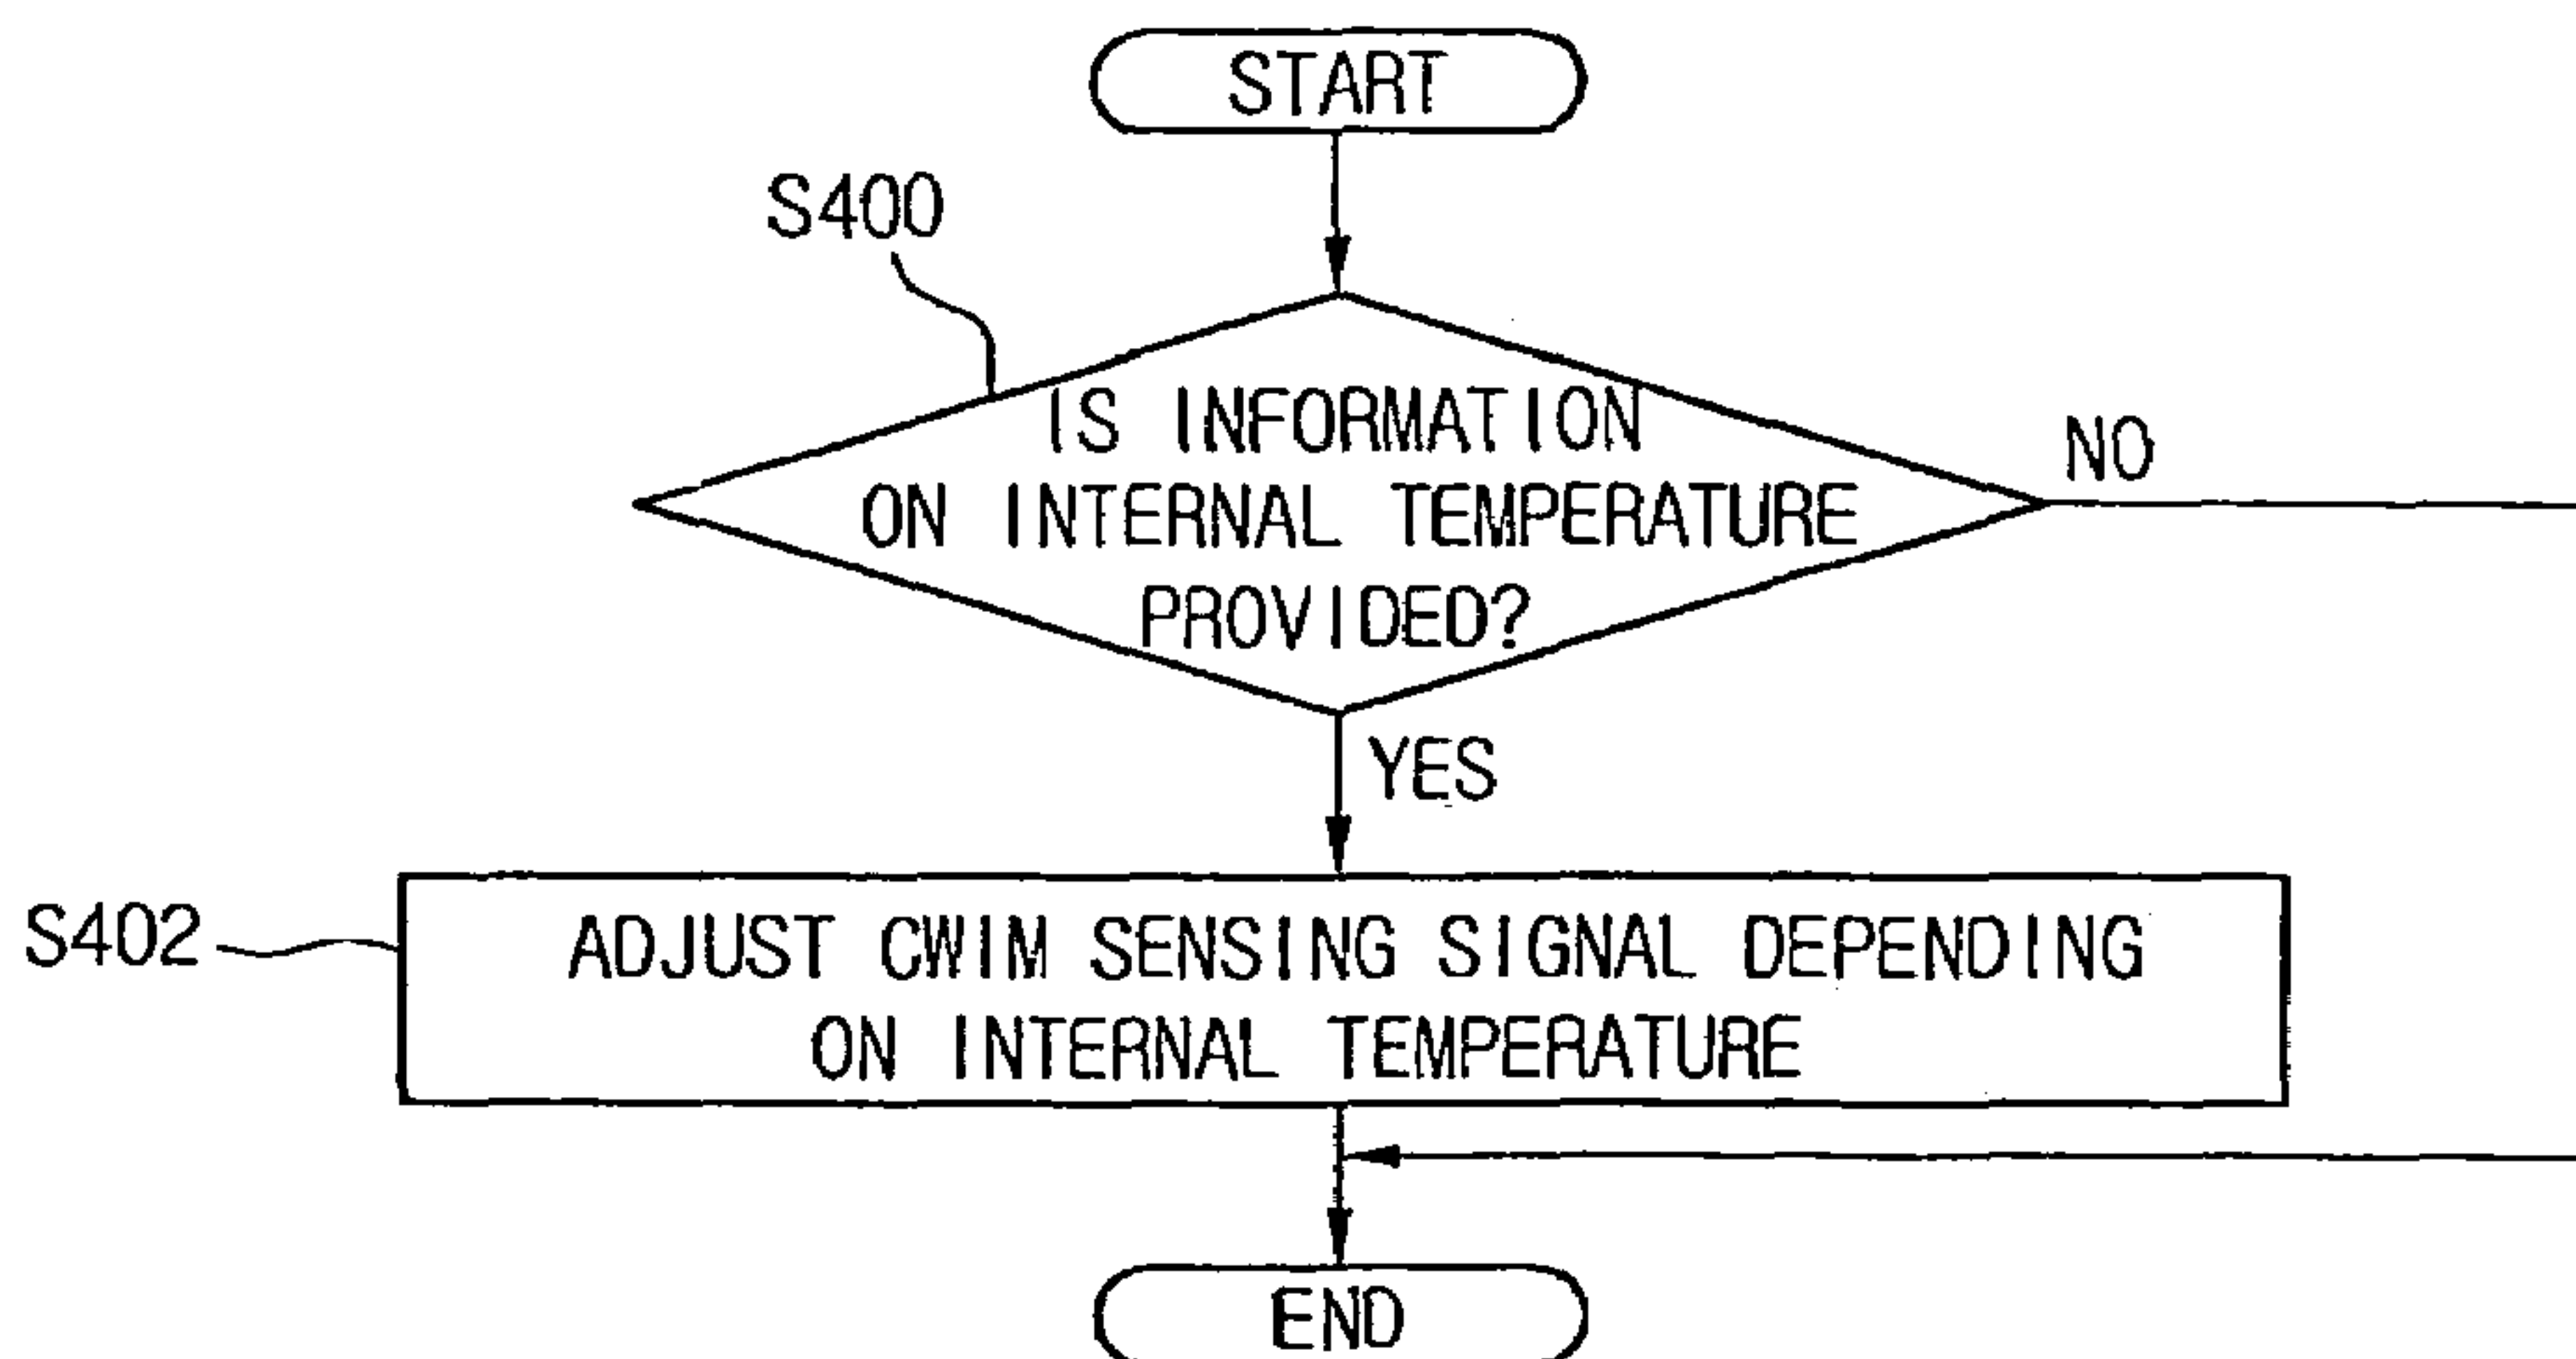 START
S400
IS INFORMATION
ON INTERNAL TEMPERATURE
PROVIDED?
NO
YES
S402
ADJUST CWIM SENSING SIGNAL DEPENDING
ON INTERNAL TEMPERATURE
END